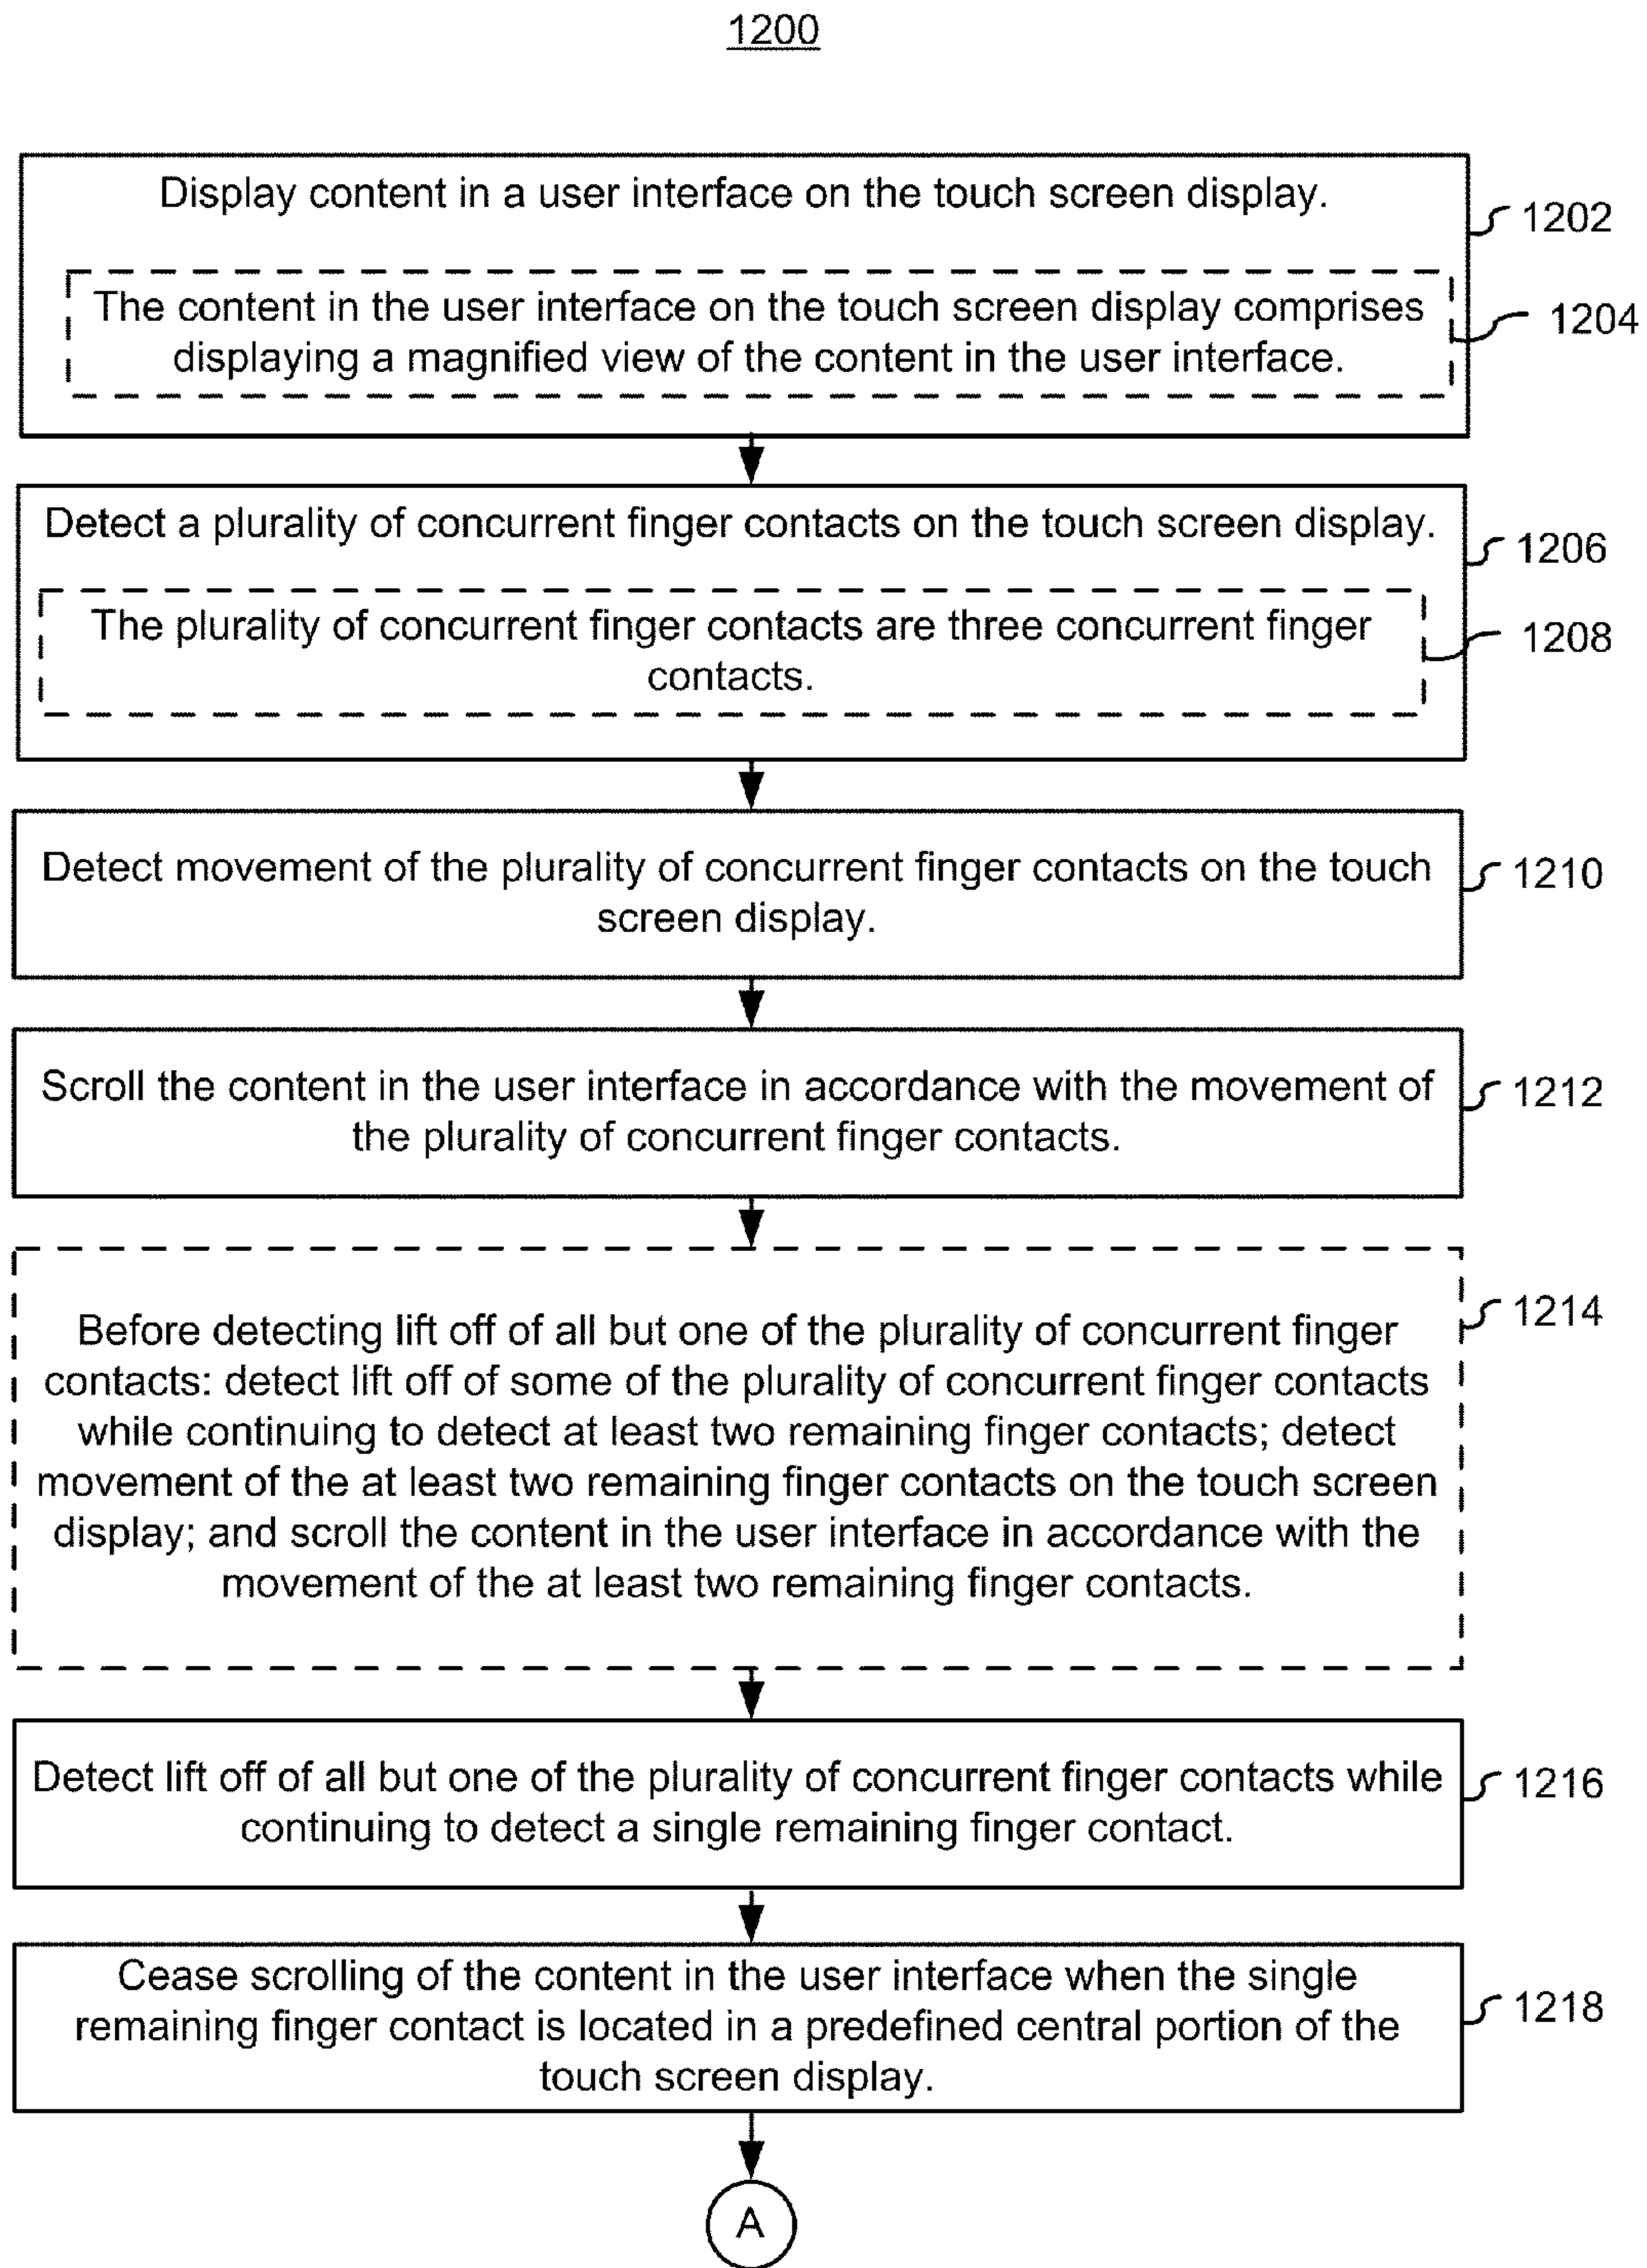 1200
Display content in a user interface on the touch screen display.
1202
The content in the user interface on the touch screen display comprises
displaying a magnified view of the content in the user interface.
1204
Detect a plurality of concurrent finger contacts on the touch screen display.
1206
The plurality of concurrent finger contacts are three concurrent finger
contacts.
1208
Detect movement of the plurality of concurrent finger contacts on the touch
screen display.
1210
Scroll the content in the user interface in accordance with the movement of
the plurality of concurrent finger contacts.
1212
Before detecting lift off of all but one of the plurality of concurrent finger
contacts: detect lift off of some of the plurality of concurrent finger contacts
while continuing to detect at least two remaining finger contacts; detect
movement of the at least two remaining finger contacts on the touch screen
display; and scroll the content in the user interface in accordance with the
movement of the at least two remaining finger contacts.
1214
Detect lift off of all but one of the plurality of concurrent finger contacts while
continuing to detect a single remaining finger contact.
1216
Cease scrolling of the content in the user interface when the single
remaining finger contact is located in a predefined central portion of the
touch screen display.
1218
A